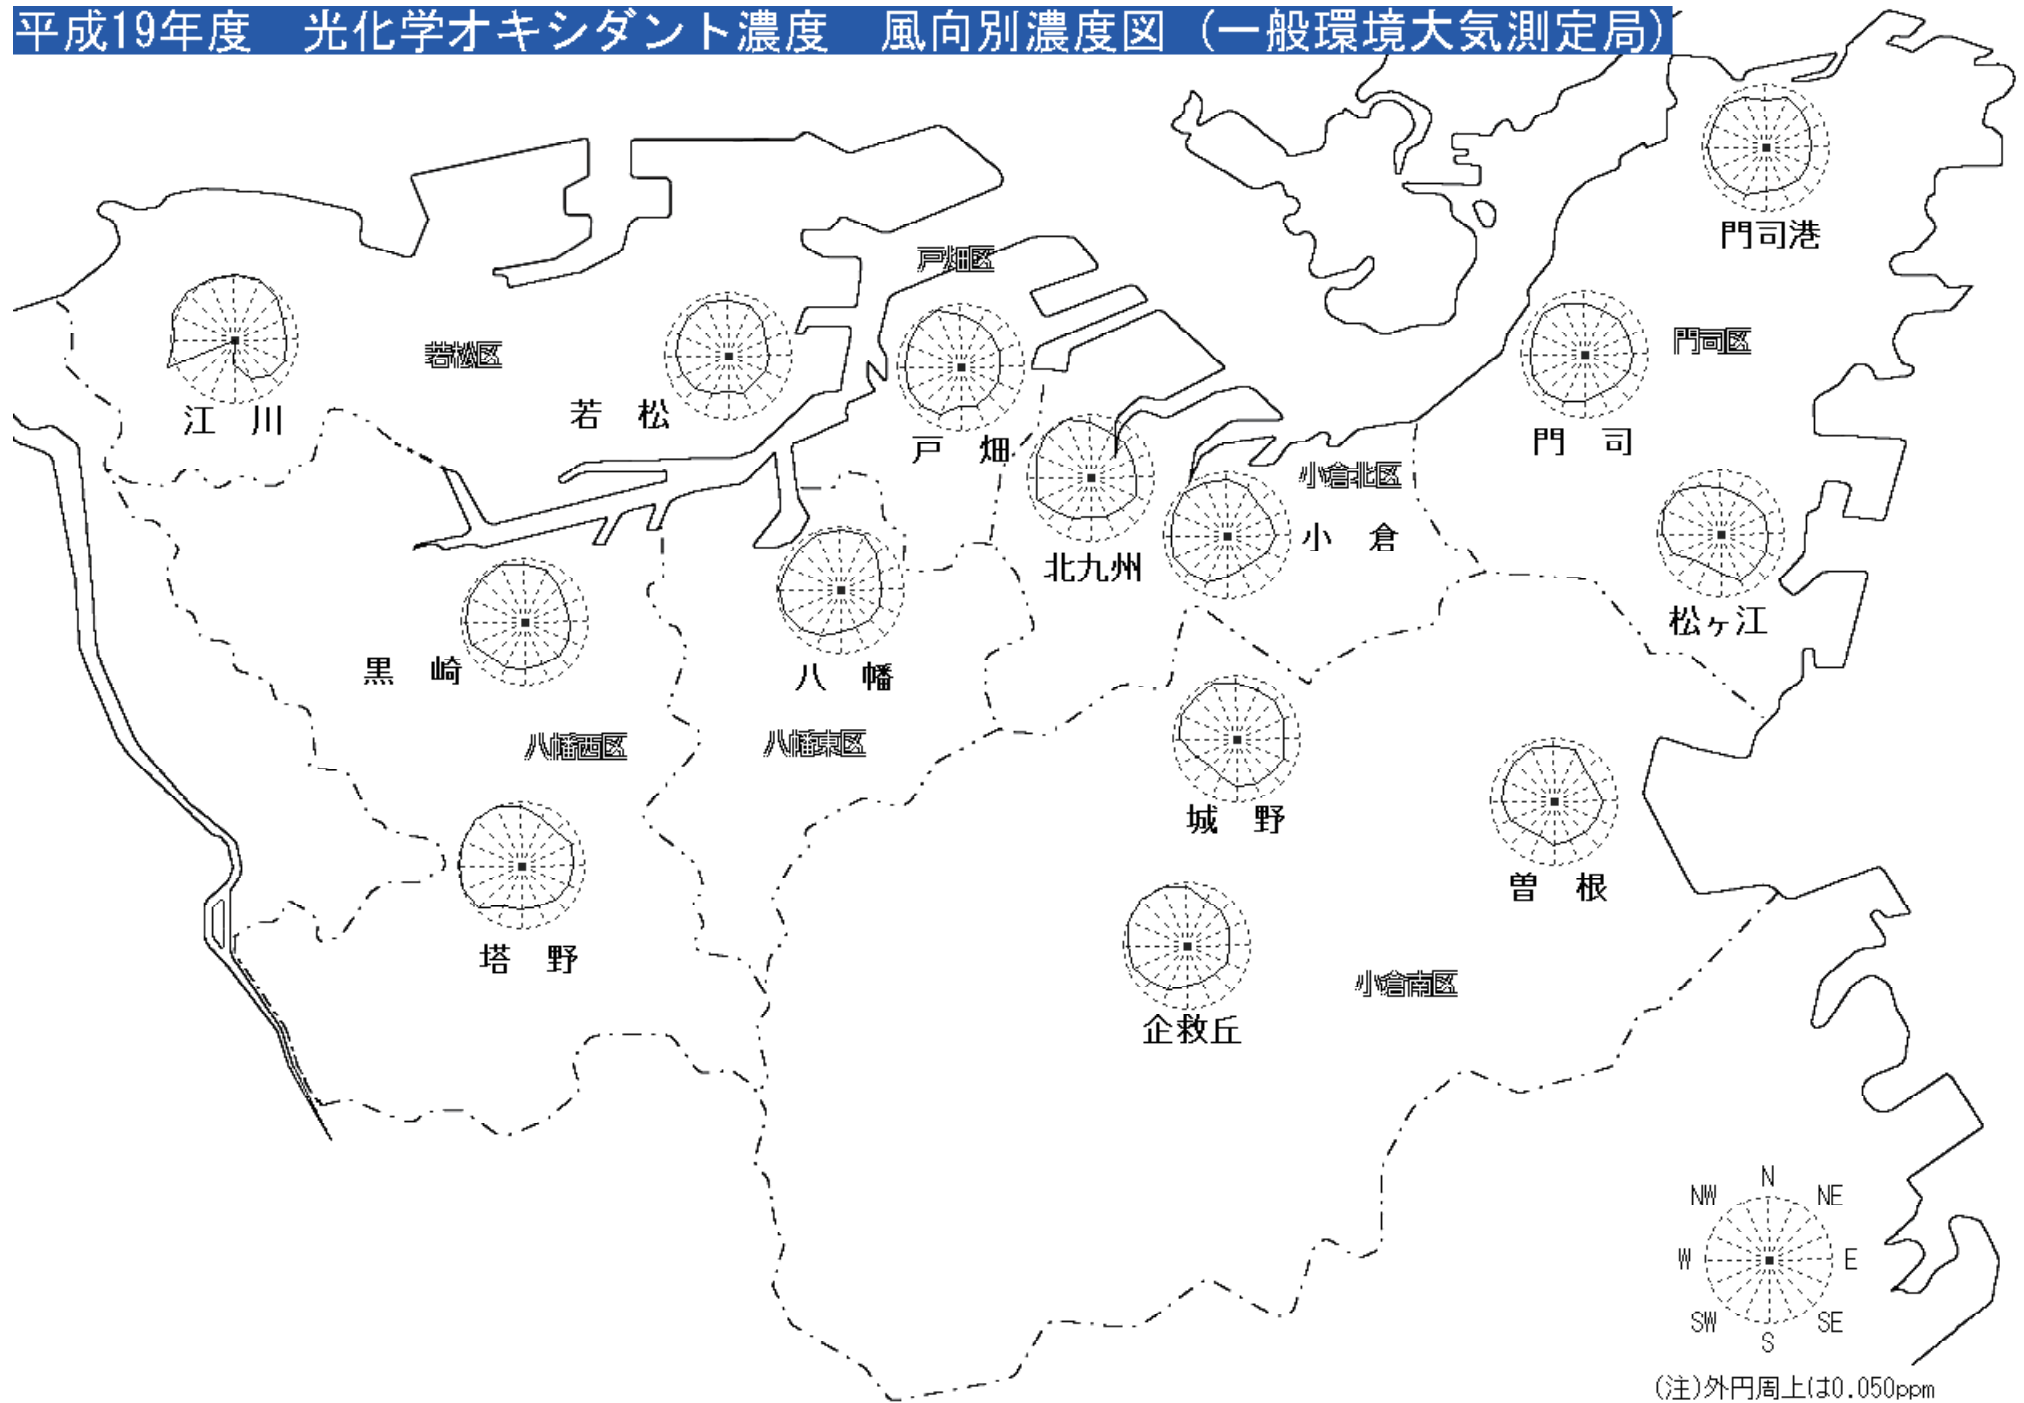 平成19年度 光化学オキシダント濃度 風向別濃度図（一般環境大気測定局）
門司港
戸畑区
門司区
若松区
江 川
若 松
戸 畑
門 司
小倉北区
小 倉
北九州
松ヶ江
黒 崎
八 幡
八幡西区
八幡東区
城 野
曽 根
塔 野
小倉南区
企救丘
N
NW
NE
W
E
SW
SE
S
(注)外円周上は0.050ppm